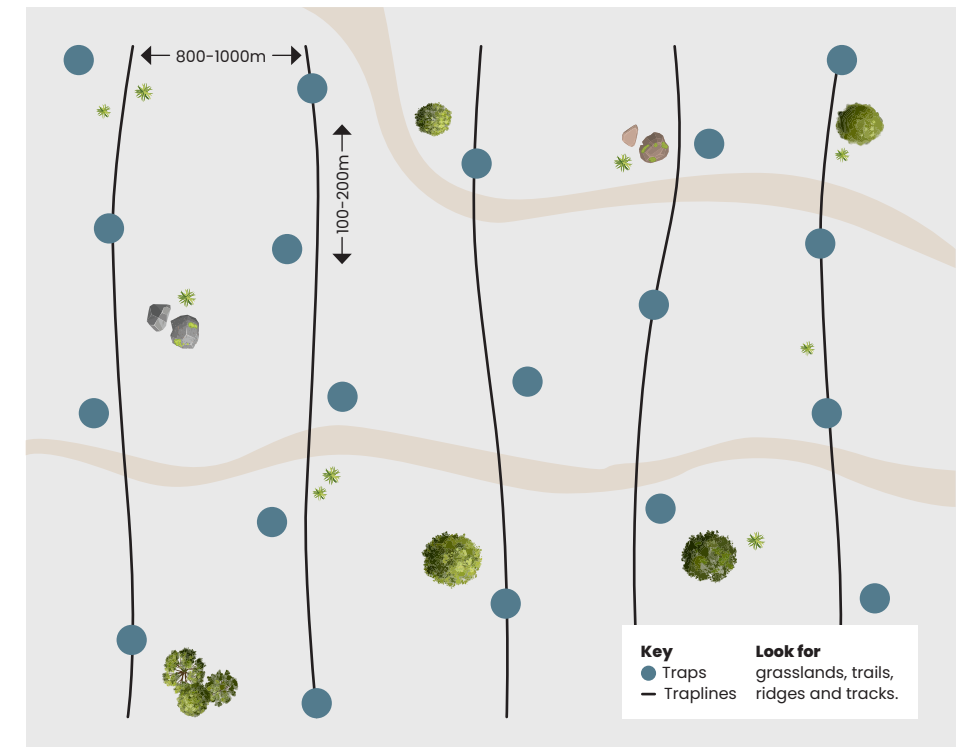 800-1000m
100-200m
Key
Traps
Traplines
Look for
grasslands, trails,
ridges and tracks.